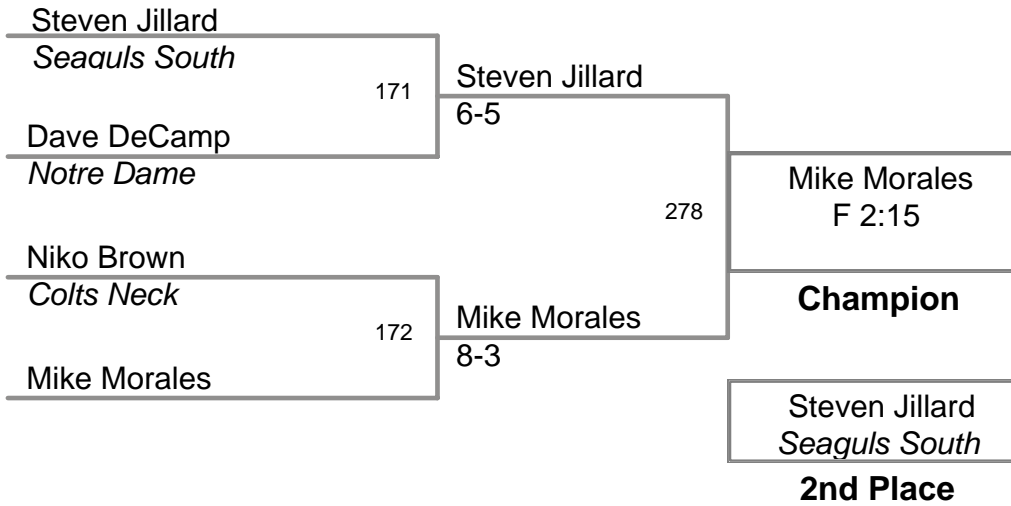 Steven Jillard
Seaguls South
171
Steven Jillard
6-5
Dave DeCamp
Notre Dame
278
Mike Morales
F 2:15
Champion
Niko Brown
Colts Neck
172
Mike Morales
8-3
Mike Morales
Steven Jillard
Seaguls South
2nd Place